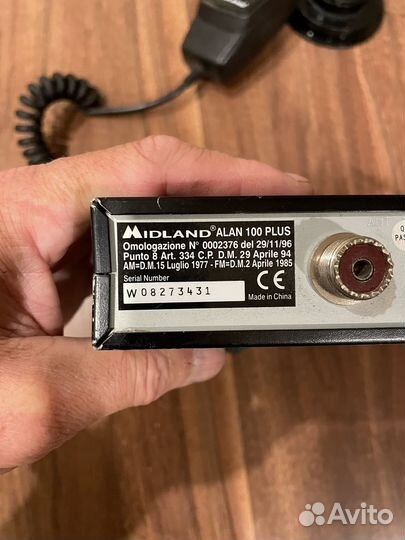 MIDLAND® ALAN 100 PLUS
Omologazione N° 0002376 del 29/11/96
Punto 8 Art. 334 C.P. D.M. 29 Aprile 94
AM=D.M.15 Luglio 1977 - FM=D.M.2 Aprile 1985
Serial Number
W08273431
CE
Made in China
ANT
Avito